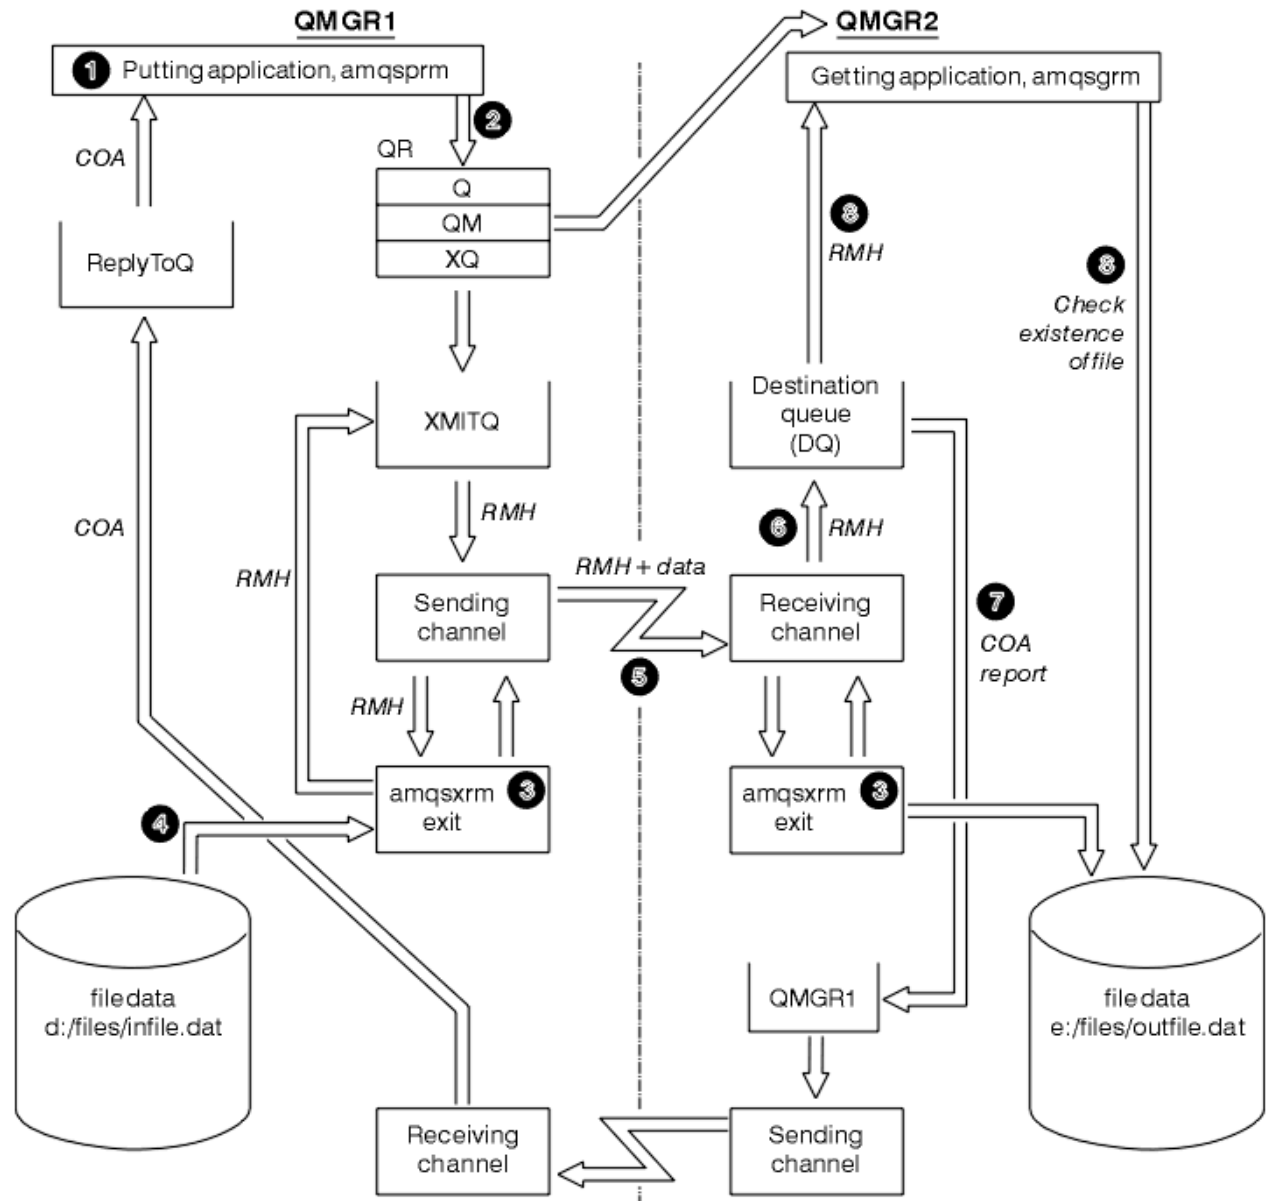 QMGR1
QMGR2
1 Putting application, amqsprm
Getting application, amqsgrm
2
COA
QR
Q
QM
XQ
ReplyToQ
8
RMH
8
Check
existence
of file
XMITQ
Destination
queue
(DQ)
COA
RMH
RMH
6
RMH
RMH + data
Sending
channel
Receiving
channel
5
7
COA
report
RMH
amqsxrm
exit
3
amqsxrm
exit
3
4
file data
d:/files/infile.dat
QMGR1
file data
e:/files/outfile.dat
Receiving
channel
Sending
channel